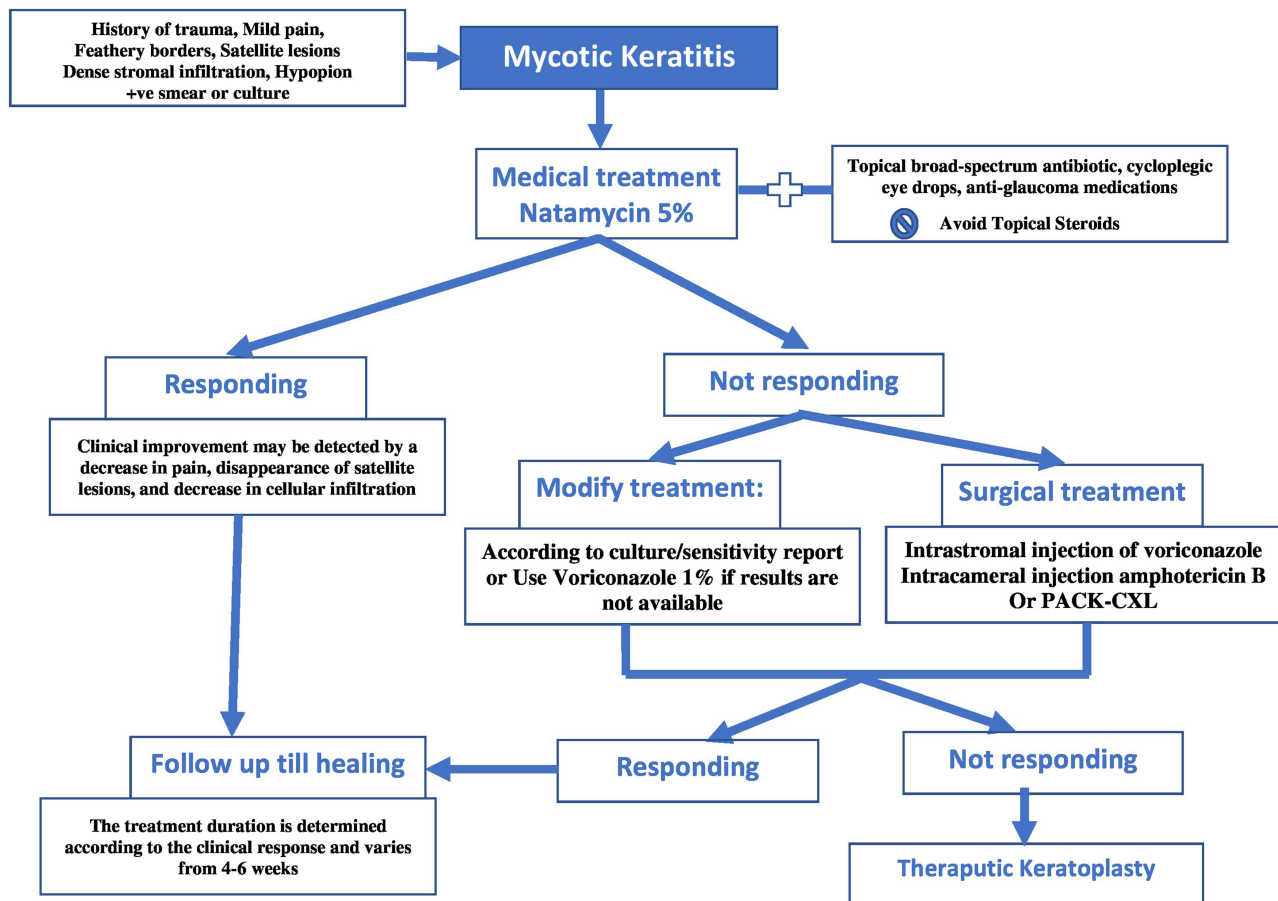 History of trauma, Mild pain,
Feathery borders, Satellite lesions
Dense stromal infiltration, Hypopion
+ve smear or culture
Mycotic Keratitis
Medical treatment
Natamycin 5%
Topical broad-spectrum antibiotic, cycloplegic
eye drops, anti-glaucoma medications
Avoid Topical Steroids
Responding
Clinical improvement may be detected by a
decrease in pain, disappearance of satellite
lesions, and decrease in cellular infiltration
Not responding
Modify treatment:
According to culture/sensitivity report
or Use Voriconazole 1% if results are
not available
Surgical treatment
Intrastromal injection of voriconazole
Intracameral injection amphotericin B
Or PACK-CXL
Follow up till healing
The treatment duration is determined
according to the clinical response and varies
from 4-6 weeks
Responding
Not responding
Theraputic Keratoplasty